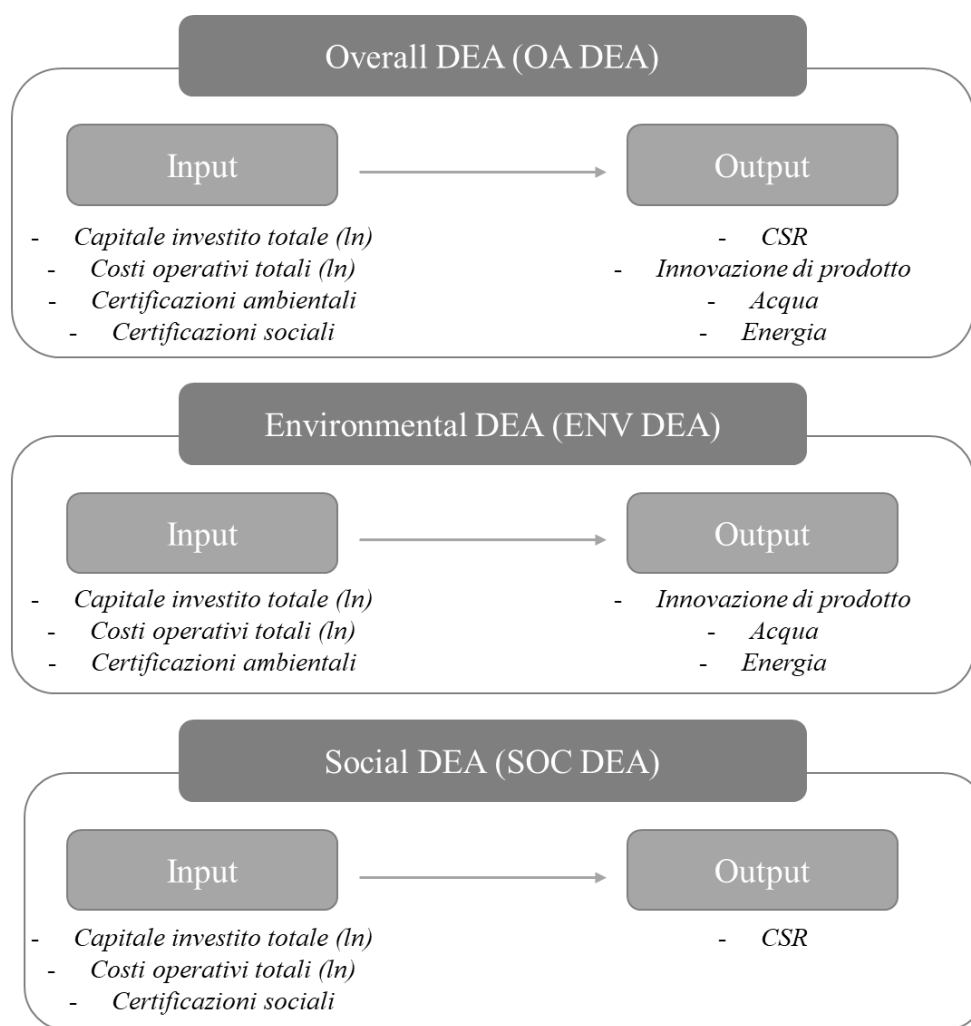 Overall DEA (OA DEA)
Input
Output
- Capitale investito totale (ln)
- Costi operativi totali (ln)
- Certificazioni ambientali
- Certificazioni sociali
- CSR
- Innovazione di prodotto
- Acqua
- Energia
Environmental DEA (ENV DEA)
Input
Output
- Capitale investito totale (ln)
- Costi operativi totali (ln)
- Certificazioni ambientali
- Innovazione di prodotto
- Acqua
- Energia
Social DEA (SOC DEA)
Input
Output
- Capitale investito totale (ln)
- Costi operativi totali (ln)
- Certificazioni sociali
- CSR